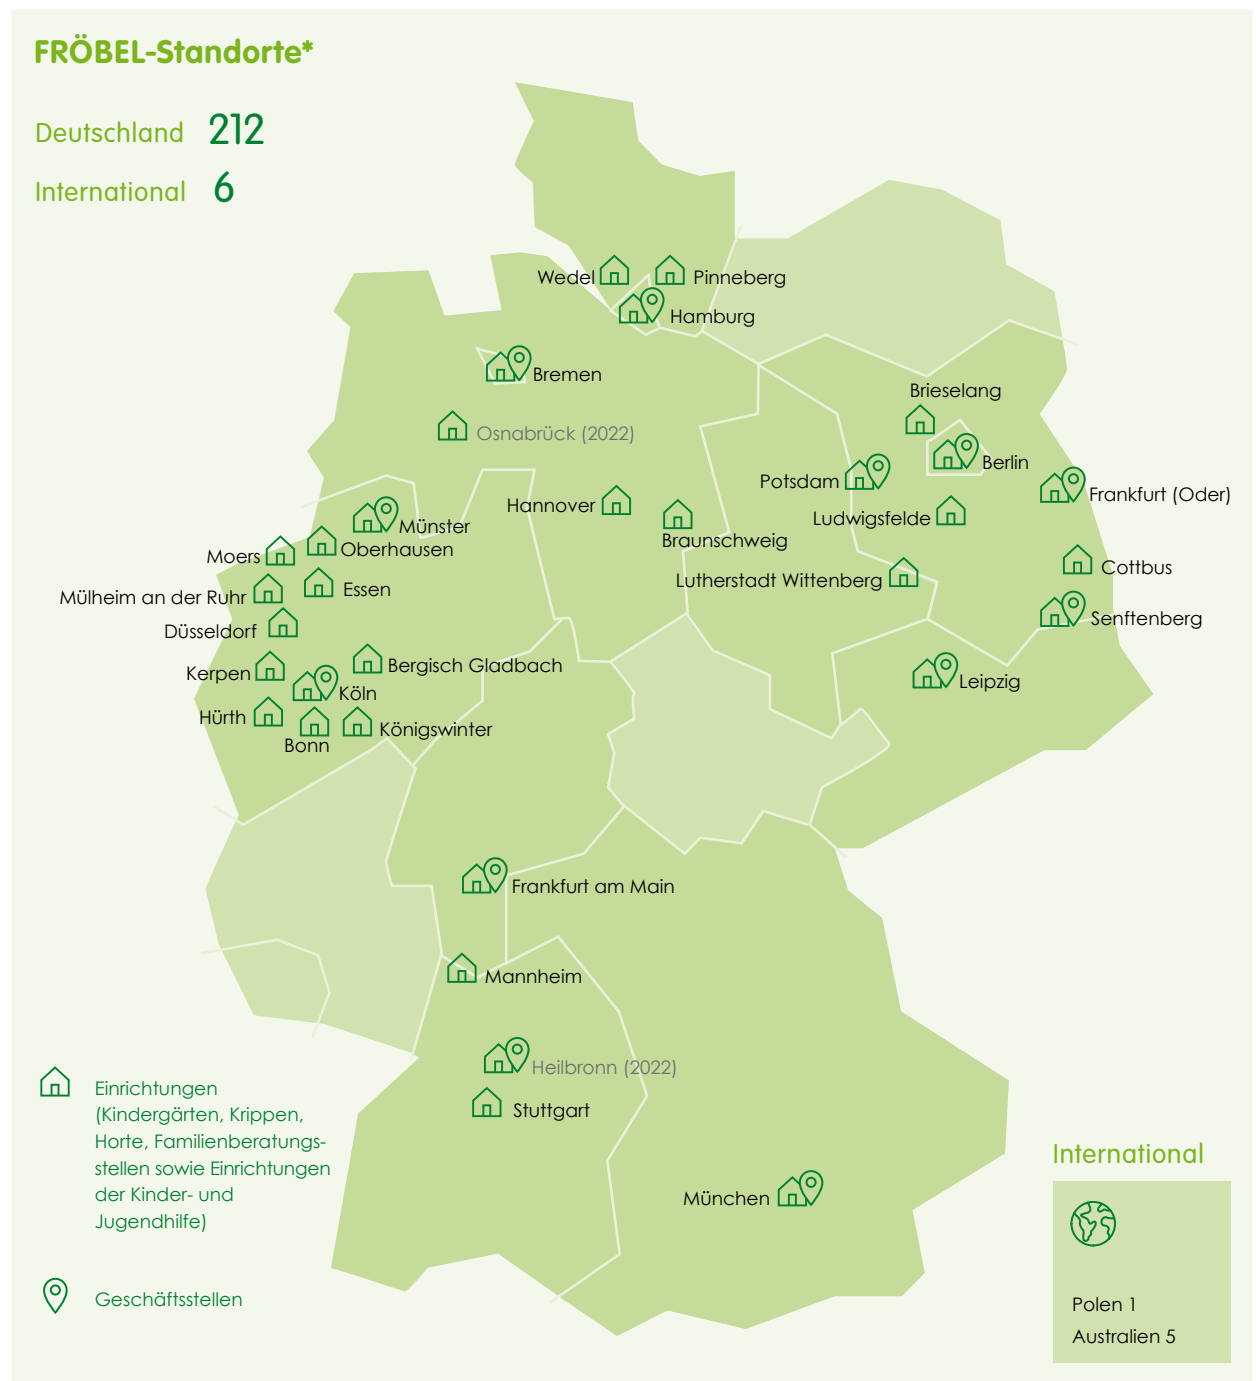 FRÖBEL-Standorte*
Deutschland 212
International 6
Wedel
Pinneberg
Hamburg
Bremen
Osnabrück (2022)
Brieselang
Berlin
Potsdam
Frankfurt (Oder)
Ludwigsfelde
Hannover
Braunschweig
Münster
Oberhausen
Moers
Essen
Mülheim an der Ruhr
Düsseldorf
Cottbus
Lutherstadt Wittenberg
Senftenberg
Kerpen
Bergisch Gladbach
Köln
Leipzig
Hürth
Bonn
Königswinter
Frankfurt am Main
Mannheim
Heilbronn (2022)
Stuttgart
München
Einrichtungen
(Kindergärten, Krippen,
Horte, Familienberatungs-
stellen sowie Einrichtungen
der Kinder- und
Jugendhilfe)
Geschäftsstellen
International
Polen 1
Australien 5